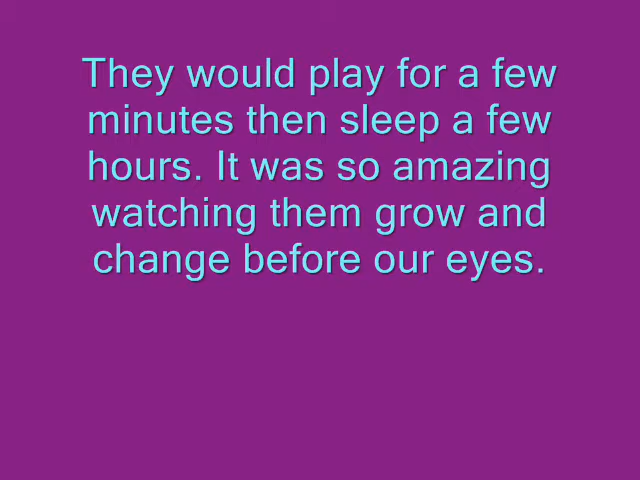 They would play for a few
minutes then sleep a few
hours. It was so amazing
watching them grow and
change before our eyes.